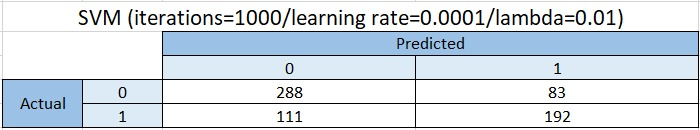 SVM (iterations=1000/learning rate=0.0001/lambda=0.01)
Predicted
0 1
Actual 0 288 83
1 111 192